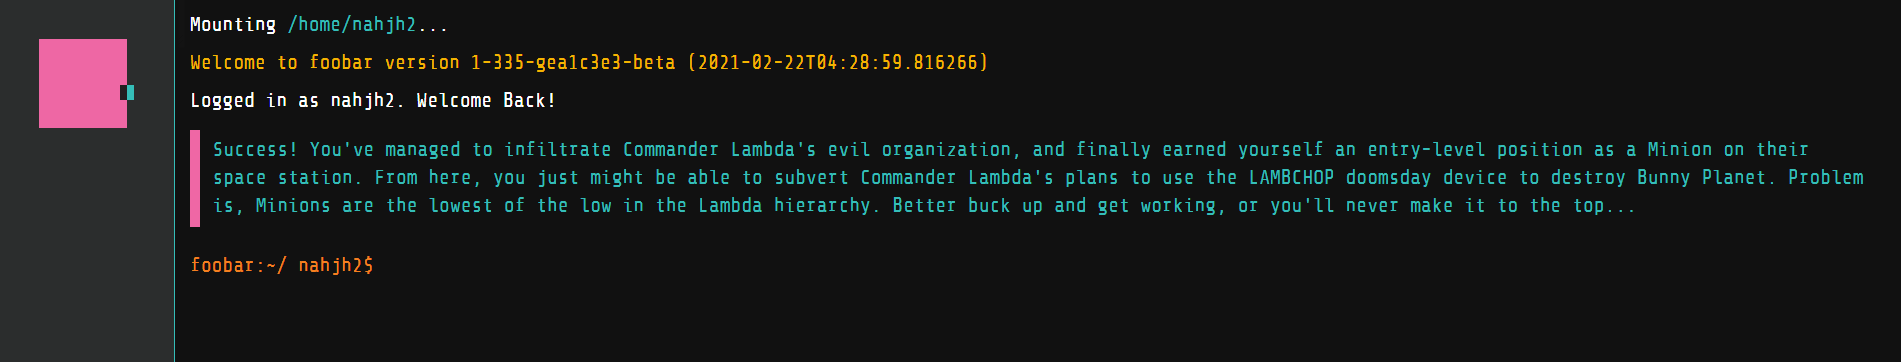 Mounting /home/nahjh2...
Welcome to foobar version 1-335-gea1c3e3-beta (2021-02-22T04:28:59.816266)
Logged in as nahjh2. Welcome Back!
Success! You've managed to infiltrate Commander Lambda's evil organization, and finally earned yourself an entry-level position as a Minion on their
space station. From here, you just might be able to subvert Commander Lambda's plans to use the LAMBCHOP doomsday device to destroy Bunny Planet. Problem
is, Minions are the lowest of the low in the Lambda hierarchy. Better buck up and get working, or you'll never make it to the top...
foobar:~/ nahjh2$